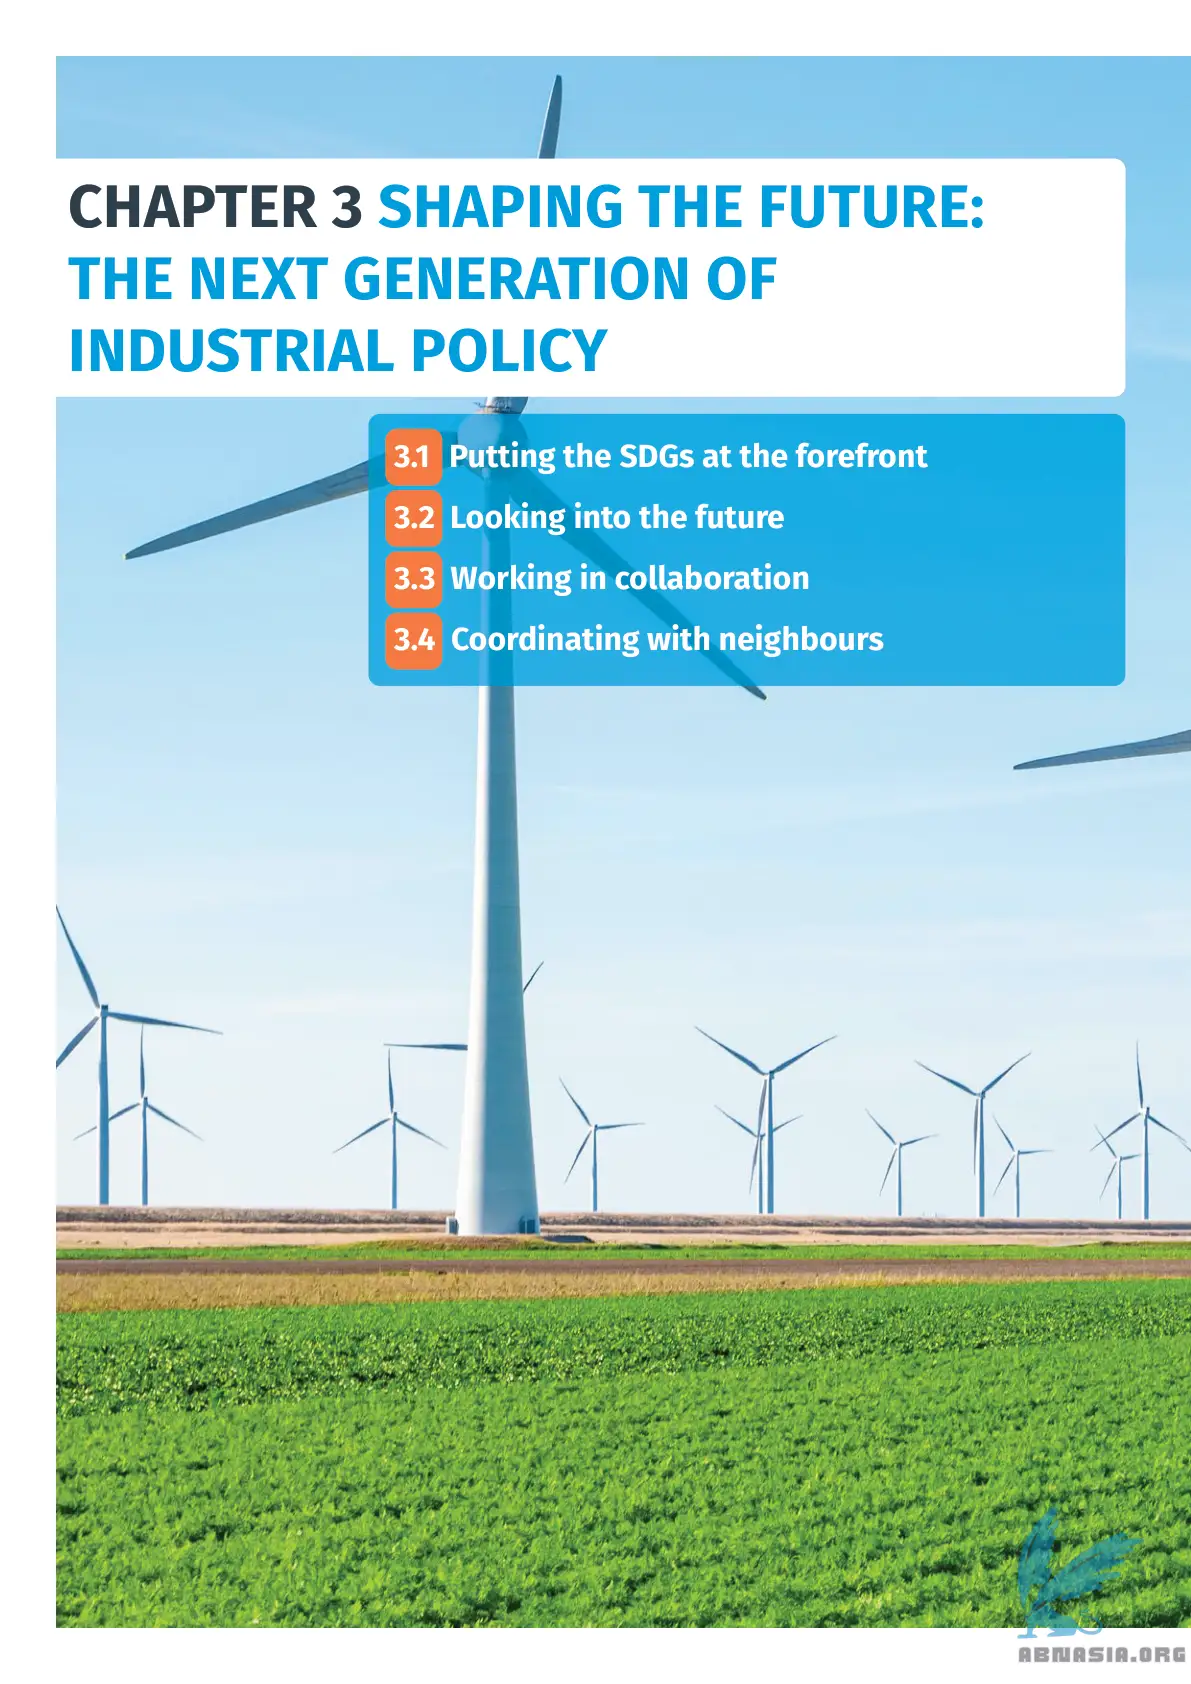 CHAPTER 3 SHAPING THE FUTURE:
THE NEXT GENERATION OF
INDUSTRIAL POLICY
3.1 Putting the SDGs at the forefront
3.2 Looking into the future
3.3 Working in collaboration
3.4 Coordinating with neighbours
ABNASIA.ORG